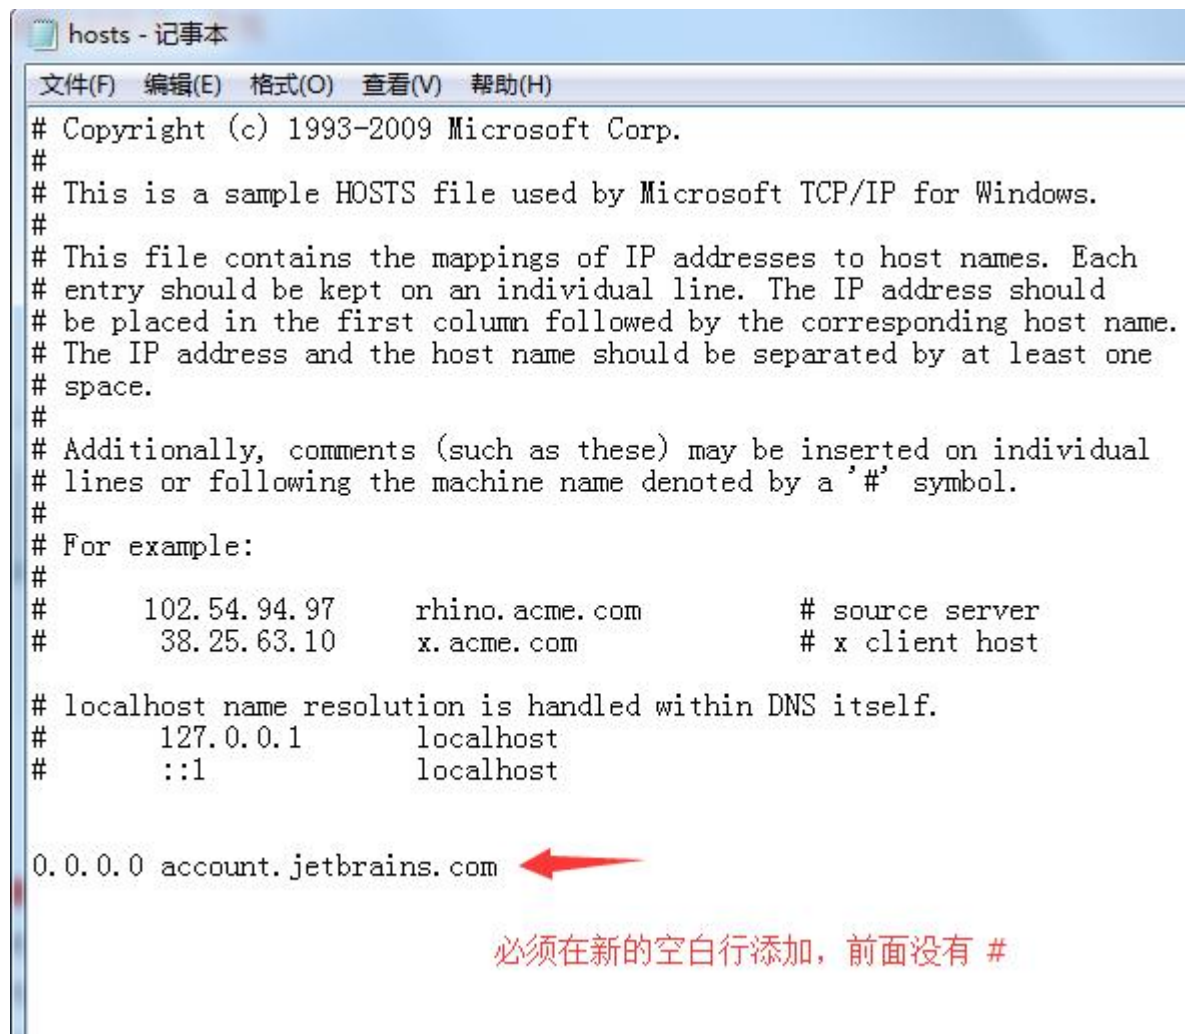 hosts - 记事本
文件(F) 编辑(E) 格式(O) 查看(V) 帮助(H)
# Copyright (c) 1993-2009 Microsoft Corp.
#
# This is a sample HOSTS file used by Microsoft TCP/IP for Windows.
#
# This file contains the mappings of IP addresses to host names. Each
# entry should be kept on an individual line. The IP address should
# be placed in the first column followed by the corresponding host name.
# The IP address and the host name should be separated by at least one
# space.
#
# Additionally, comments (such as these) may be inserted on individual
# lines or following the machine name denoted by a '#' symbol.
#
# For example:
#
#      102.54.94.97     rhino.acme.com          # source server
#       38.25.63.10     x.acme.com              # x client host
# localhost name resolution is handled within DNS itself.
#       127.0.0.1       localhost
#       ::1             localhost
0.0.0.0 account.jetbrains.com
必须在新的空白行添加，前面没有 #